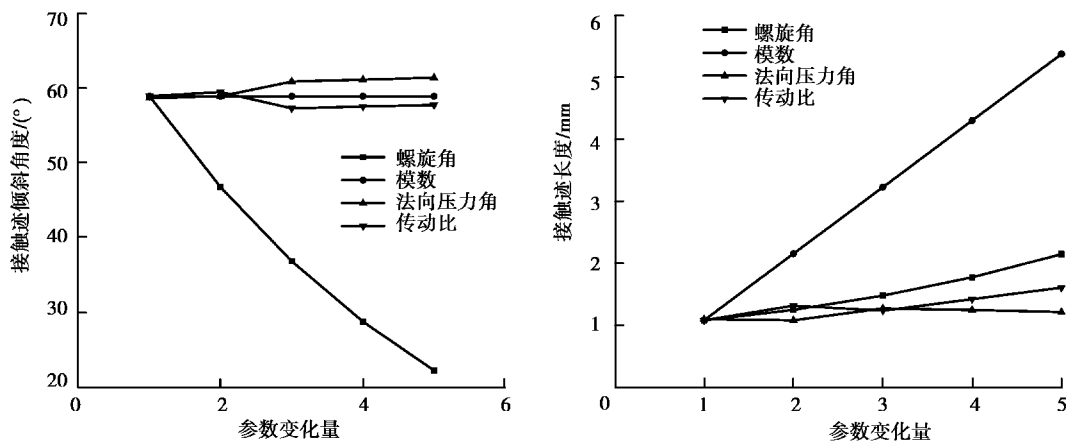 70
60
50
40
30
20
0
2
4
6
接触迹倾斜角度/(°)
参数变化量
螺旋角
模数
法向压力角
传动比
6
5
4
3
2
1
0
1
2
3
4
5
接触迹长度/mm
参数变化量
螺旋角
模数
法向压力角
传动比